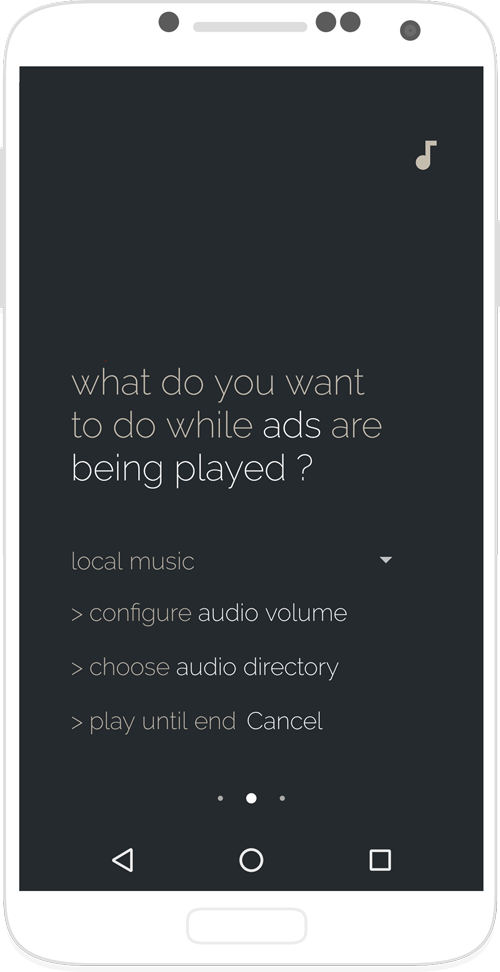 what do you want
to do while ads are
being played ?
local music
> configure audio volume
> choose audio directory
> play until end Cancel